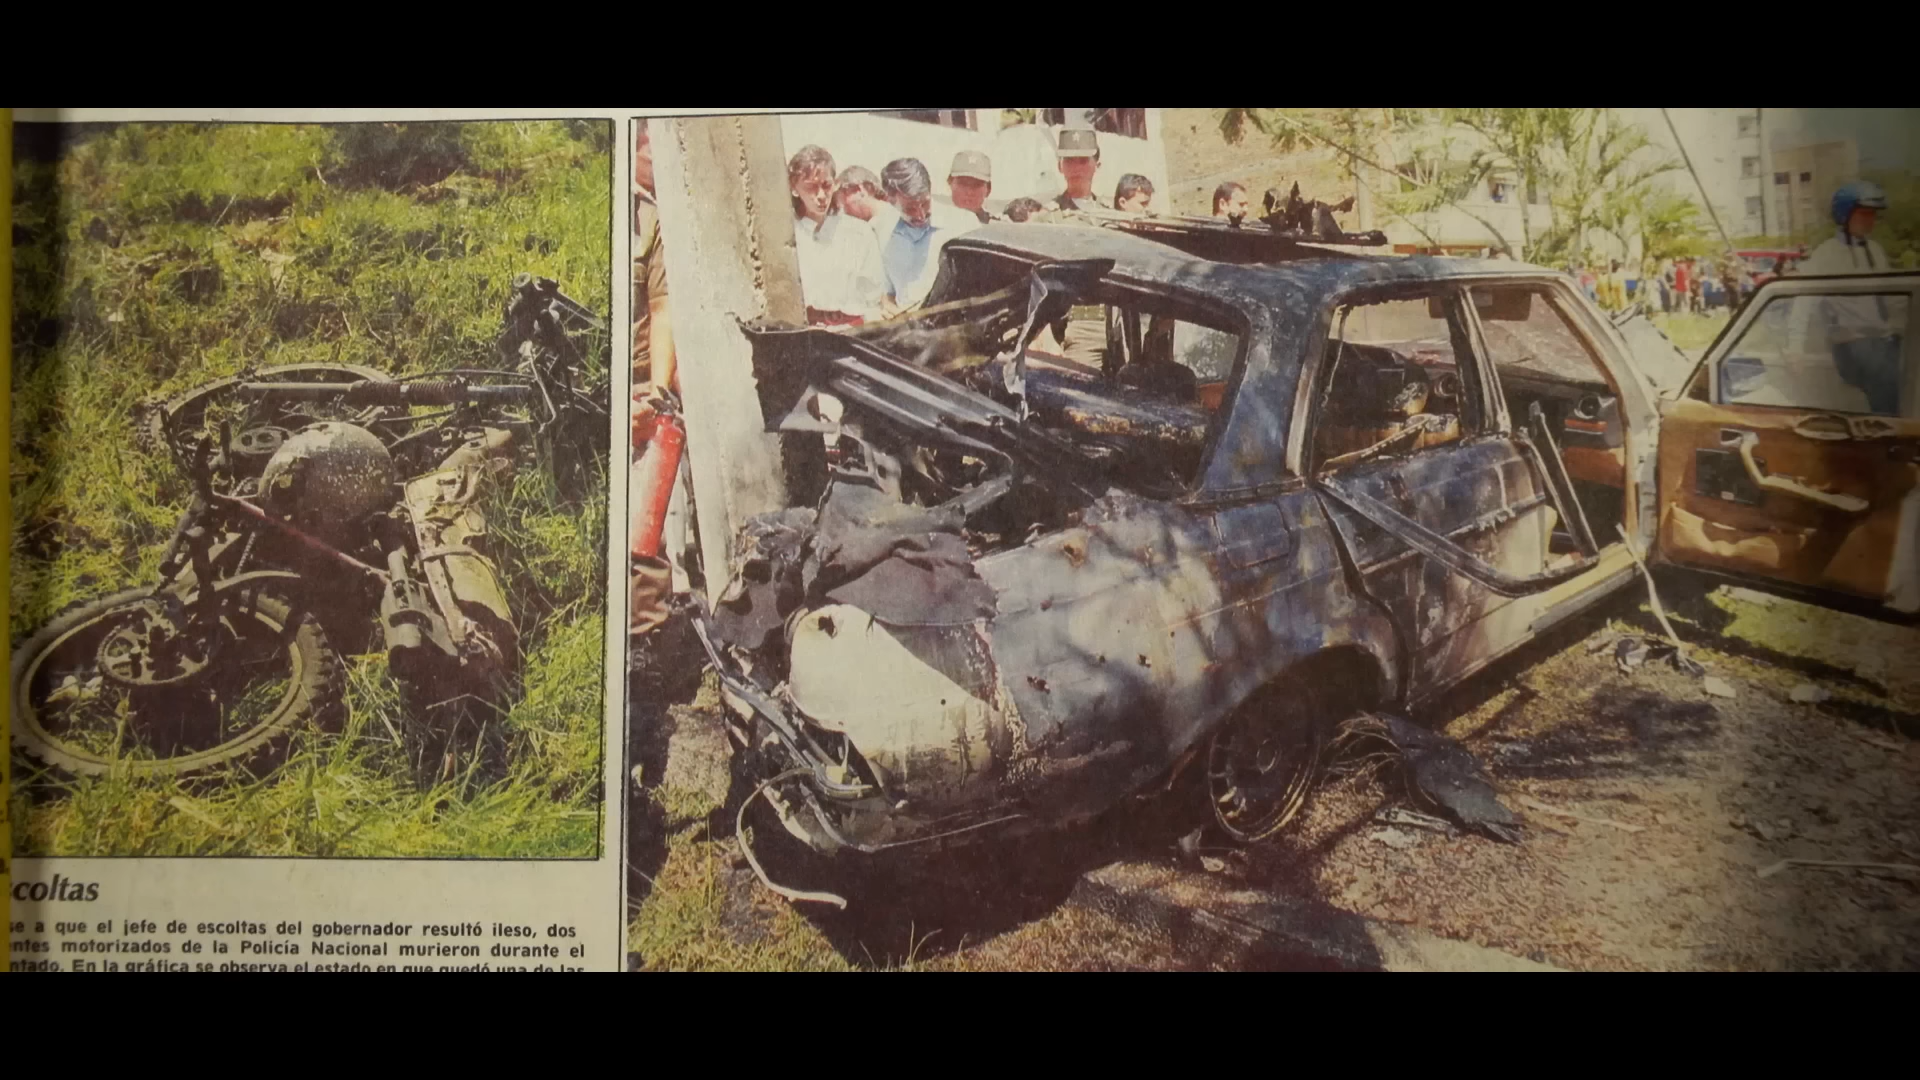 coltas
se a que el jefe de escoltas del gobernador resultó ileso, dos
ntes motorizados de la Policía Nacional murieron durante el
ntado. En la gráfica se observa el estado en que quedó una de las